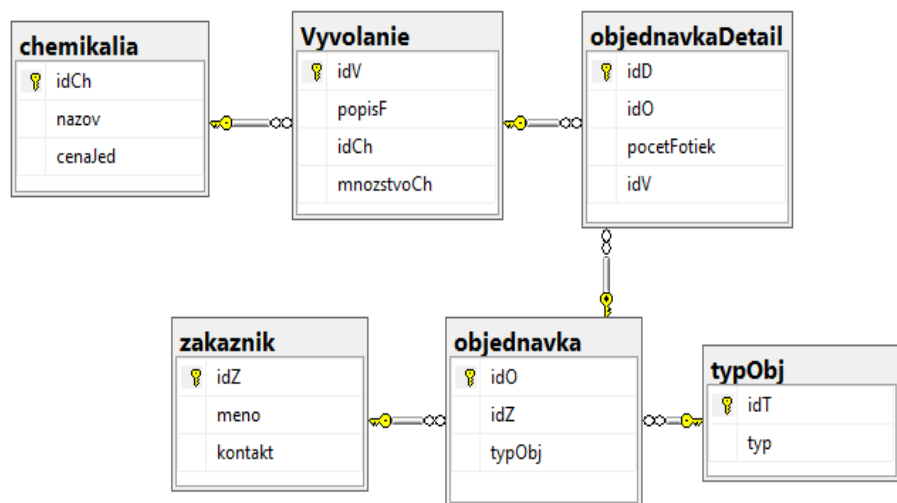 chemikalia
idCh
nazov
cenaJed
Vyvolanie
idV
popisF
idCh
mnozstvoCh
objednavkaDetail
idD
idO
pocetFotiek
idV
zakaznik
idZ
meno
kontakt
objednavka
idO
idZ
typObj
typObj
idT
typ